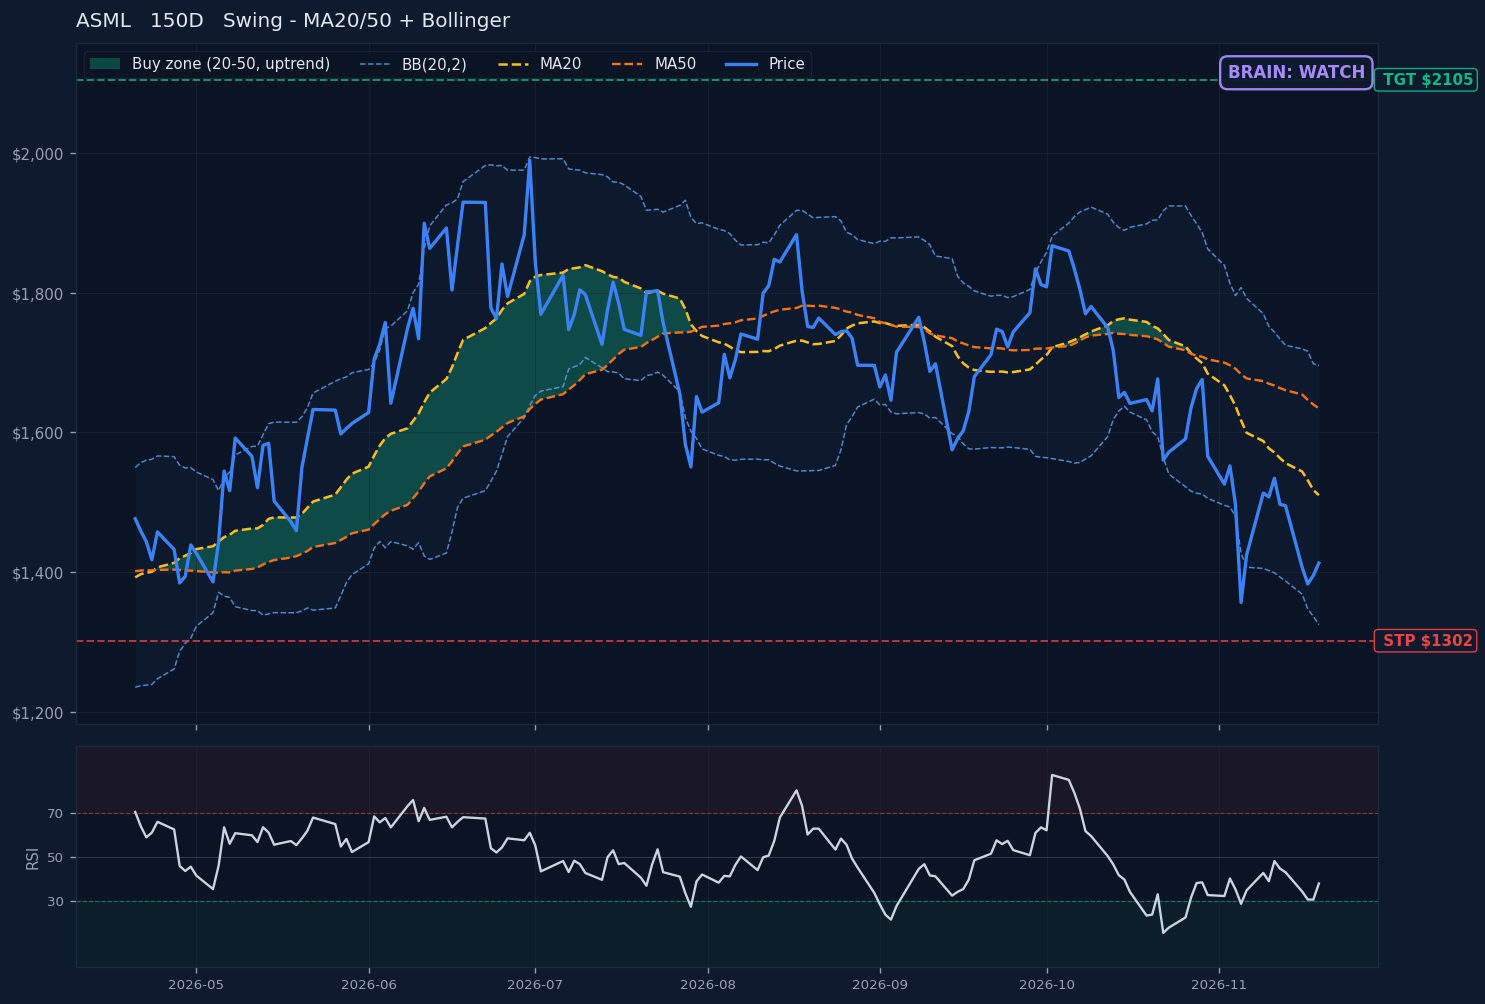 ASML   150D   Swing - MA20/50 + Bollinger
Buy zone (20-50, uptrend)   BB(20,2)   MA20   MA50   Price
BRAIN: WATCH
TGT $2105
$2,000
$1,800
$1,600
$1,400
STP $1302
$1,200
70
50
30
RSI
2026-05   2026-06   2026-07   2026-08   2026-09   2026-10   2026-11